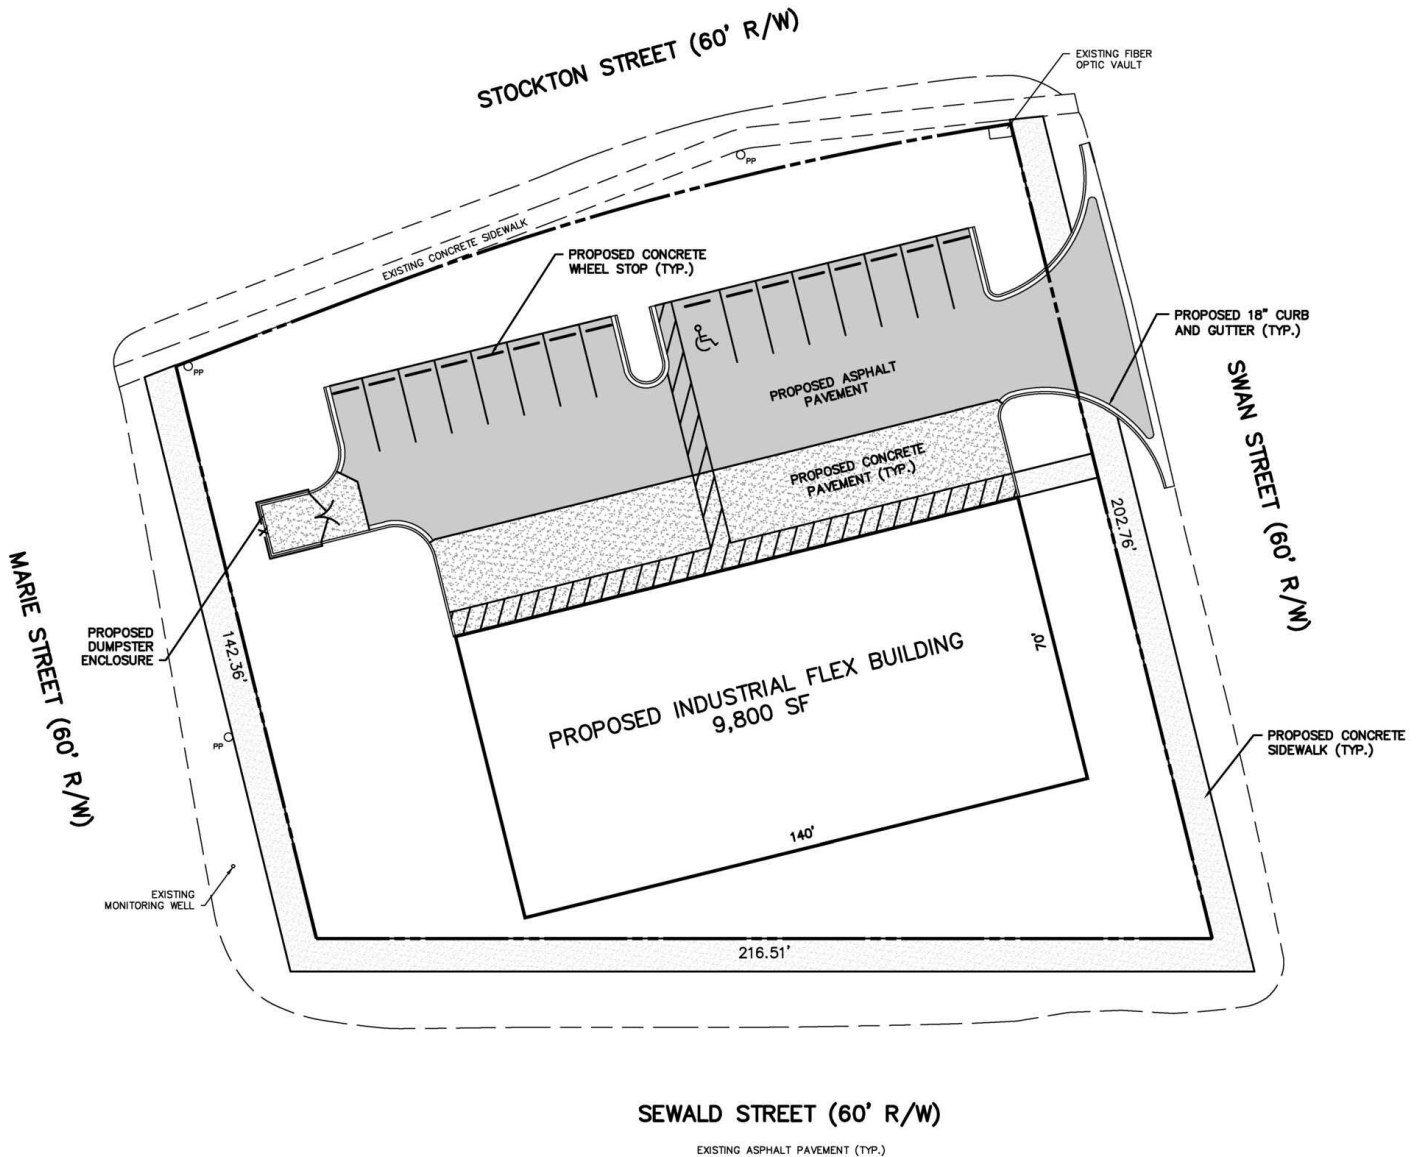 STOCKTON STREET (60' R/W)
EXISTING FIBER
OPTIC VAULT
PP
EXISTING CONCRETE SIDEWALK
PROPOSED CONCRETE
WHEEL STOP (TYP.)
PROPOSED 18" CURB
AND GUTTER (TYP.)
PP
PROPOSED ASPHALT
PAVEMENT
SWAN STREET (60' R/W)
PROPOSED CONCRETE
PAVEMENT (TYP.)
202.76'
MARIE STREET (60' R/W)
PROPOSED
DUMPSTER
ENCLOSURE
142.36'
70'
PROPOSED INDUSTRIAL FLEX BUILDING
9,800 SF
PP
PROPOSED CONCRETE
SIDEWALK (TYP.)
140'
EXISTING
MONITORING WELL
216.51'
SEWALD STREET (60' R/W)
EXISTING ASPHALT PAVEMENT (TYP.)